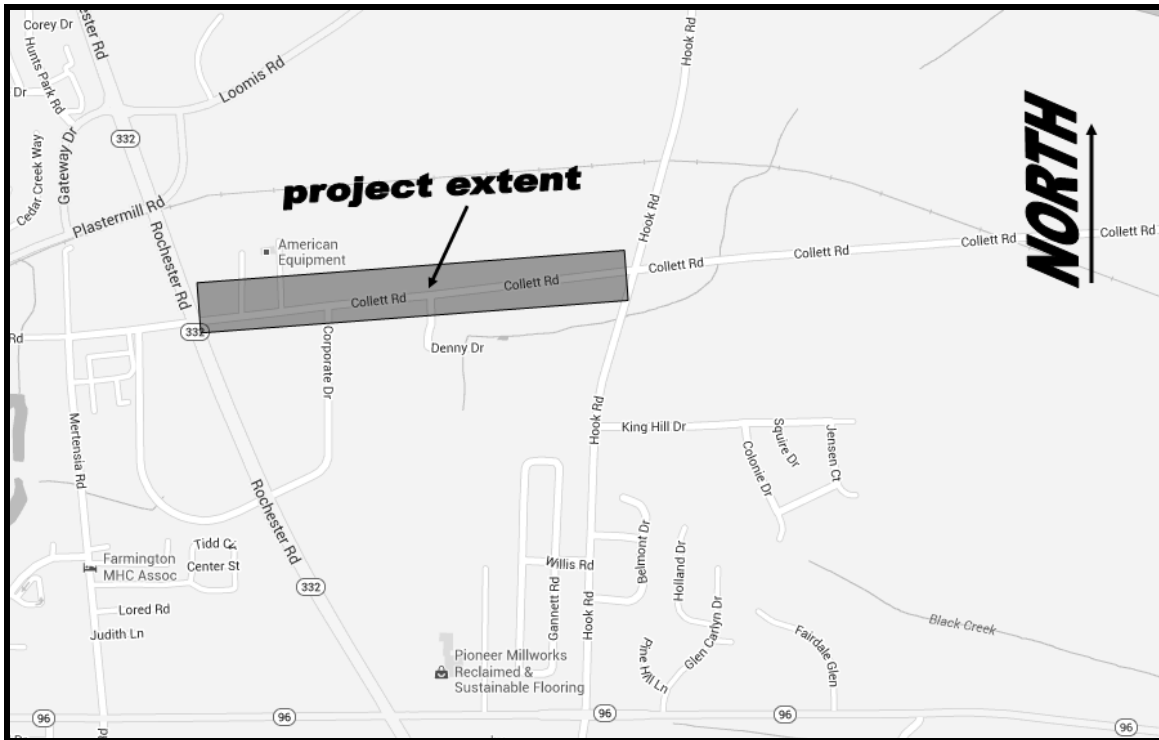 Corey Dr
ster Rd
Hunts Park Rd
Dr
Loomis Rd
332
Gateway Dr
Cedar Creek Way
Plastermill Rd
Rochester Rd
project extent
American
Equipment
Hook Rd
Hook Rd
NORTH
Collett Rd
Collett Rd
Collett Rd
Collett Rd
Collett Rd
Collett Rd
Rd
332
Corporate Dr
Denny Dr
Mertensia Rd
Hook Rd
King Hill Dr
Squire Dr
Jensen Ct
Colonie Dr
Rochester Rd
Tidd C
Center St
Farmington
MHC Assoc
332
Lored Rd
Judith Ln
Willis Rd
Gannett Rd
Hook Rd
Belmont Dr
Holland Dr
Glen Carlyn Dr
Pine Hill Ln
Fairdale Glen
Black Creek
Pioneer Millworks
Reclaimed &
Sustainable Flooring
96
96
96
96
96